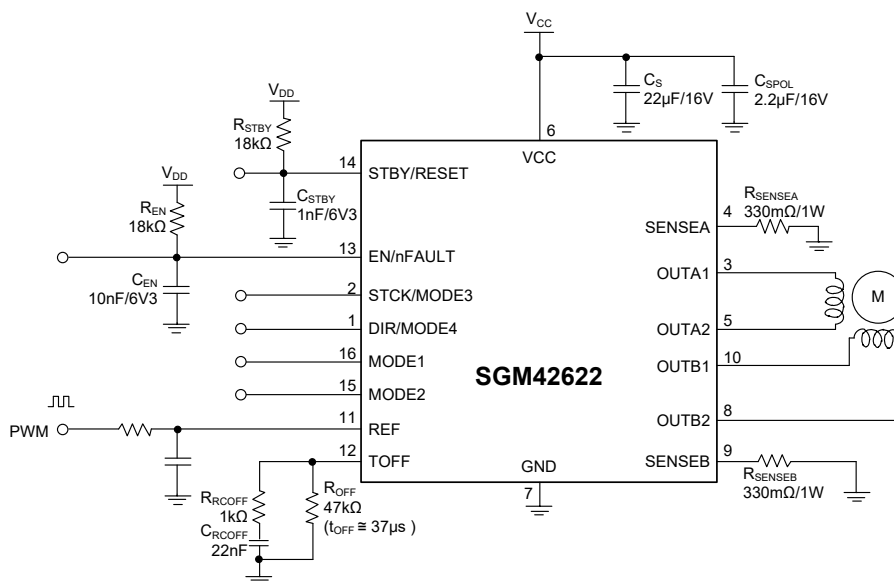 VCC
CS
22µF/16V
CSPOL
2.2µF/16V
VDD
RSTBY
18kΩ
6
VCC
14
STBY/RESET
VDD
CSTBY
1nF/6V3
REN
18kΩ
RSENSEA
330mΩ/1W
4
SENSEA
13
EN/nFAULT
3
OUTA1
CEN
10nF/6V3
2
STCK/MODE3
M
1
DIR/MODE4
5
OUTA2
16
MODE1
10
OUTB1
15
MODE2
SGM42622
PWM
11
REF
8
OUTB2
12
TOFF
GND
7
9
SENSEB
RSENSEB
330mΩ/1W
RRCOFF
1kΩ
ROFF
47kΩ
(tOFF ≅ 37µs )
CRCOFF
22nF